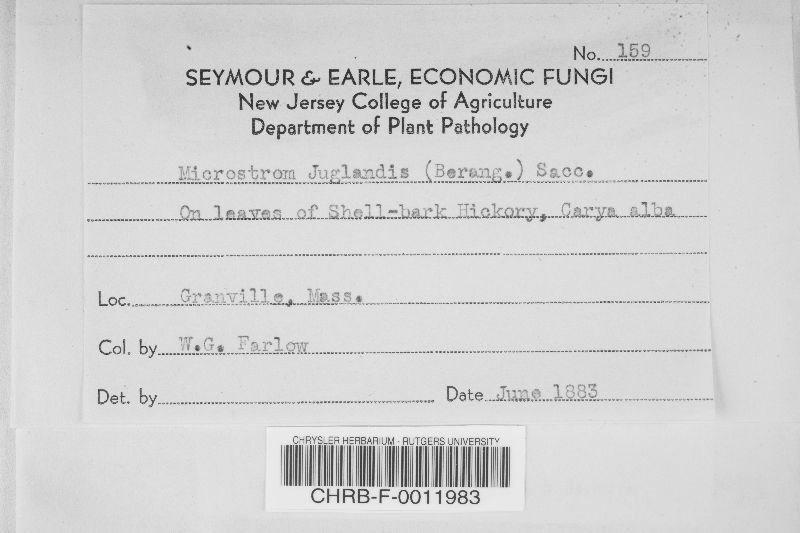 No. 159
SEYMOUR & EARLE, ECONOMIC FUNGI
New Jersey College of Agriculture
Department of Plant Pathology
Microstrom Juglandis (Berang.) Sacc.
On leaves of Shell-bark Hickory, Carya alba
Loc. Granville, Mass.
Col. by W.G. Farlow
Det. by
Date June 1883
CHRYSLER HERBARIUM - RUTGERS UNIVERSITY
CHRB-F-0011983